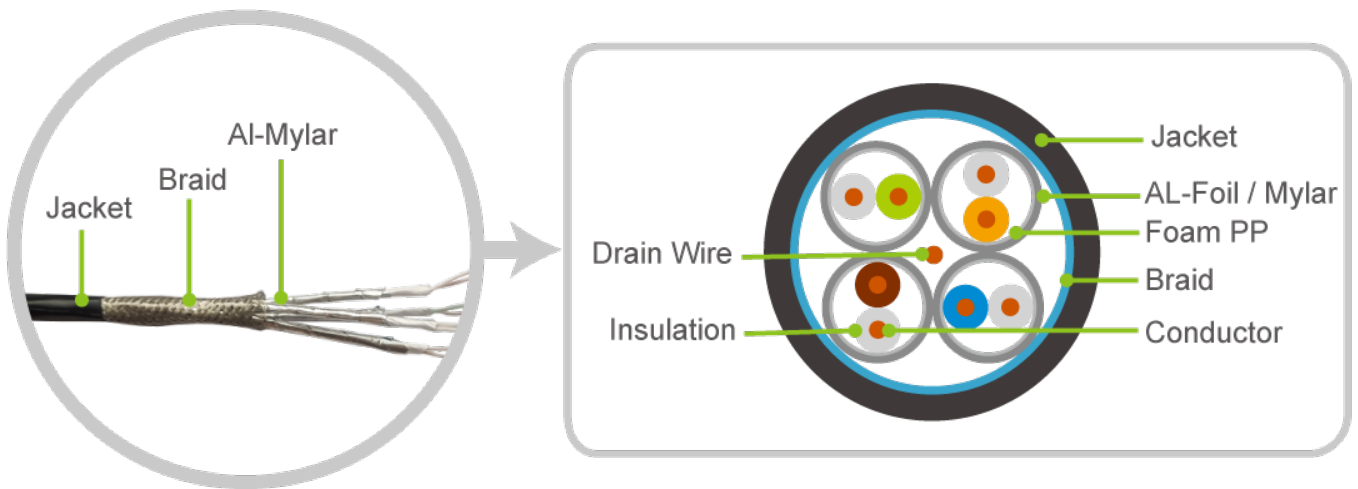 Al-Mylar
Braid
Jacket
Drain Wire
Insulation
Jacket
AL-Foil / Mylar
Foam PP
Braid
Conductor